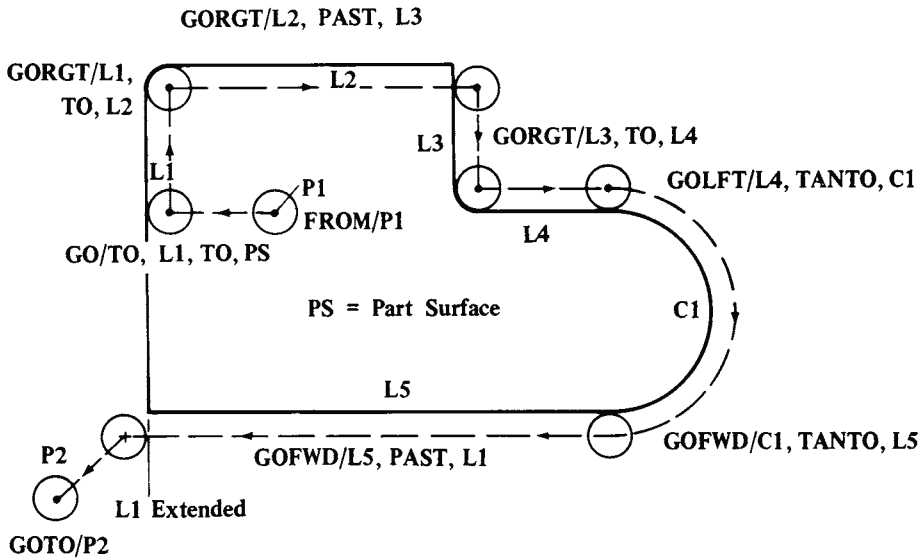 GORGT/L2, PAST, L3
GORGT/L1,
TO, L2
L2
L3
GORGT/L3, TO, L4
L1
P1
FROM/P1
GOLFT/L4, TANTO, C1
L4
GO/TO, L1, TO, PS
PS = Part Surface
C1
L5
GOFWD/C1, TANTO, L5
GOFWD/L5, PAST, L1
P2
L1 Extended
GOTO/P2